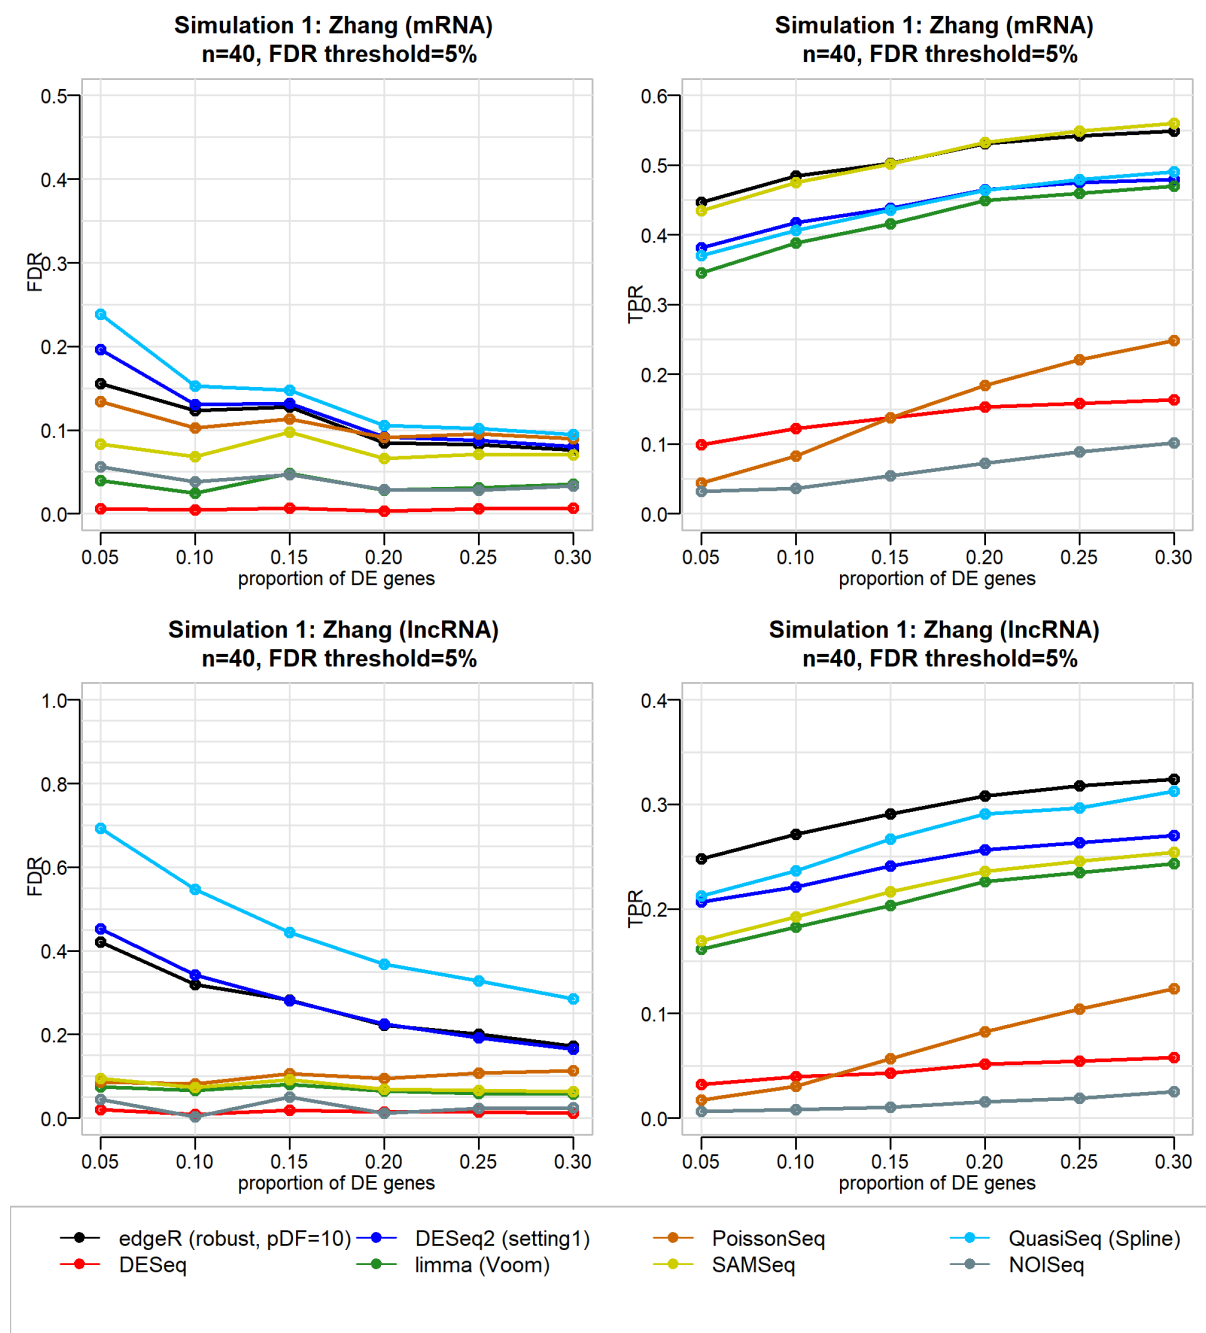 Simulation 1: Zhang (mRNA)
n=40, FDR threshold=5%
FDR
0.5
0.4
0.3
0.2
0.1
0.0
0.05 0.10 0.15 0.20 0.25 0.30
proportion of DE genes
Simulation 1: Zhang (mRNA)
n=40, FDR threshold=5%
TPR
0.6
0.5
0.4
0.3
0.2
0.1
0.0
0.05 0.10 0.15 0.20 0.25 0.30
proportion of DE genes
Simulation 1: Zhang (lncRNA)
n=40, FDR threshold=5%
FDR
1.0
0.8
0.6
0.4
0.2
0.0
0.05 0.10 0.15 0.20 0.25 0.30
proportion of DE genes
Simulation 1: Zhang (lncRNA)
n=40, FDR threshold=5%
TPR
0.4
0.3
0.2
0.1
0.0
0.05 0.10 0.15 0.20 0.25 0.30
proportion of DE genes
edgeR (robust, pDF=10) DESeq2 (setting1) PoissonSeq QuasiSeq (Spline)
DESeq limma (Voom) SAMSeq NOISeq